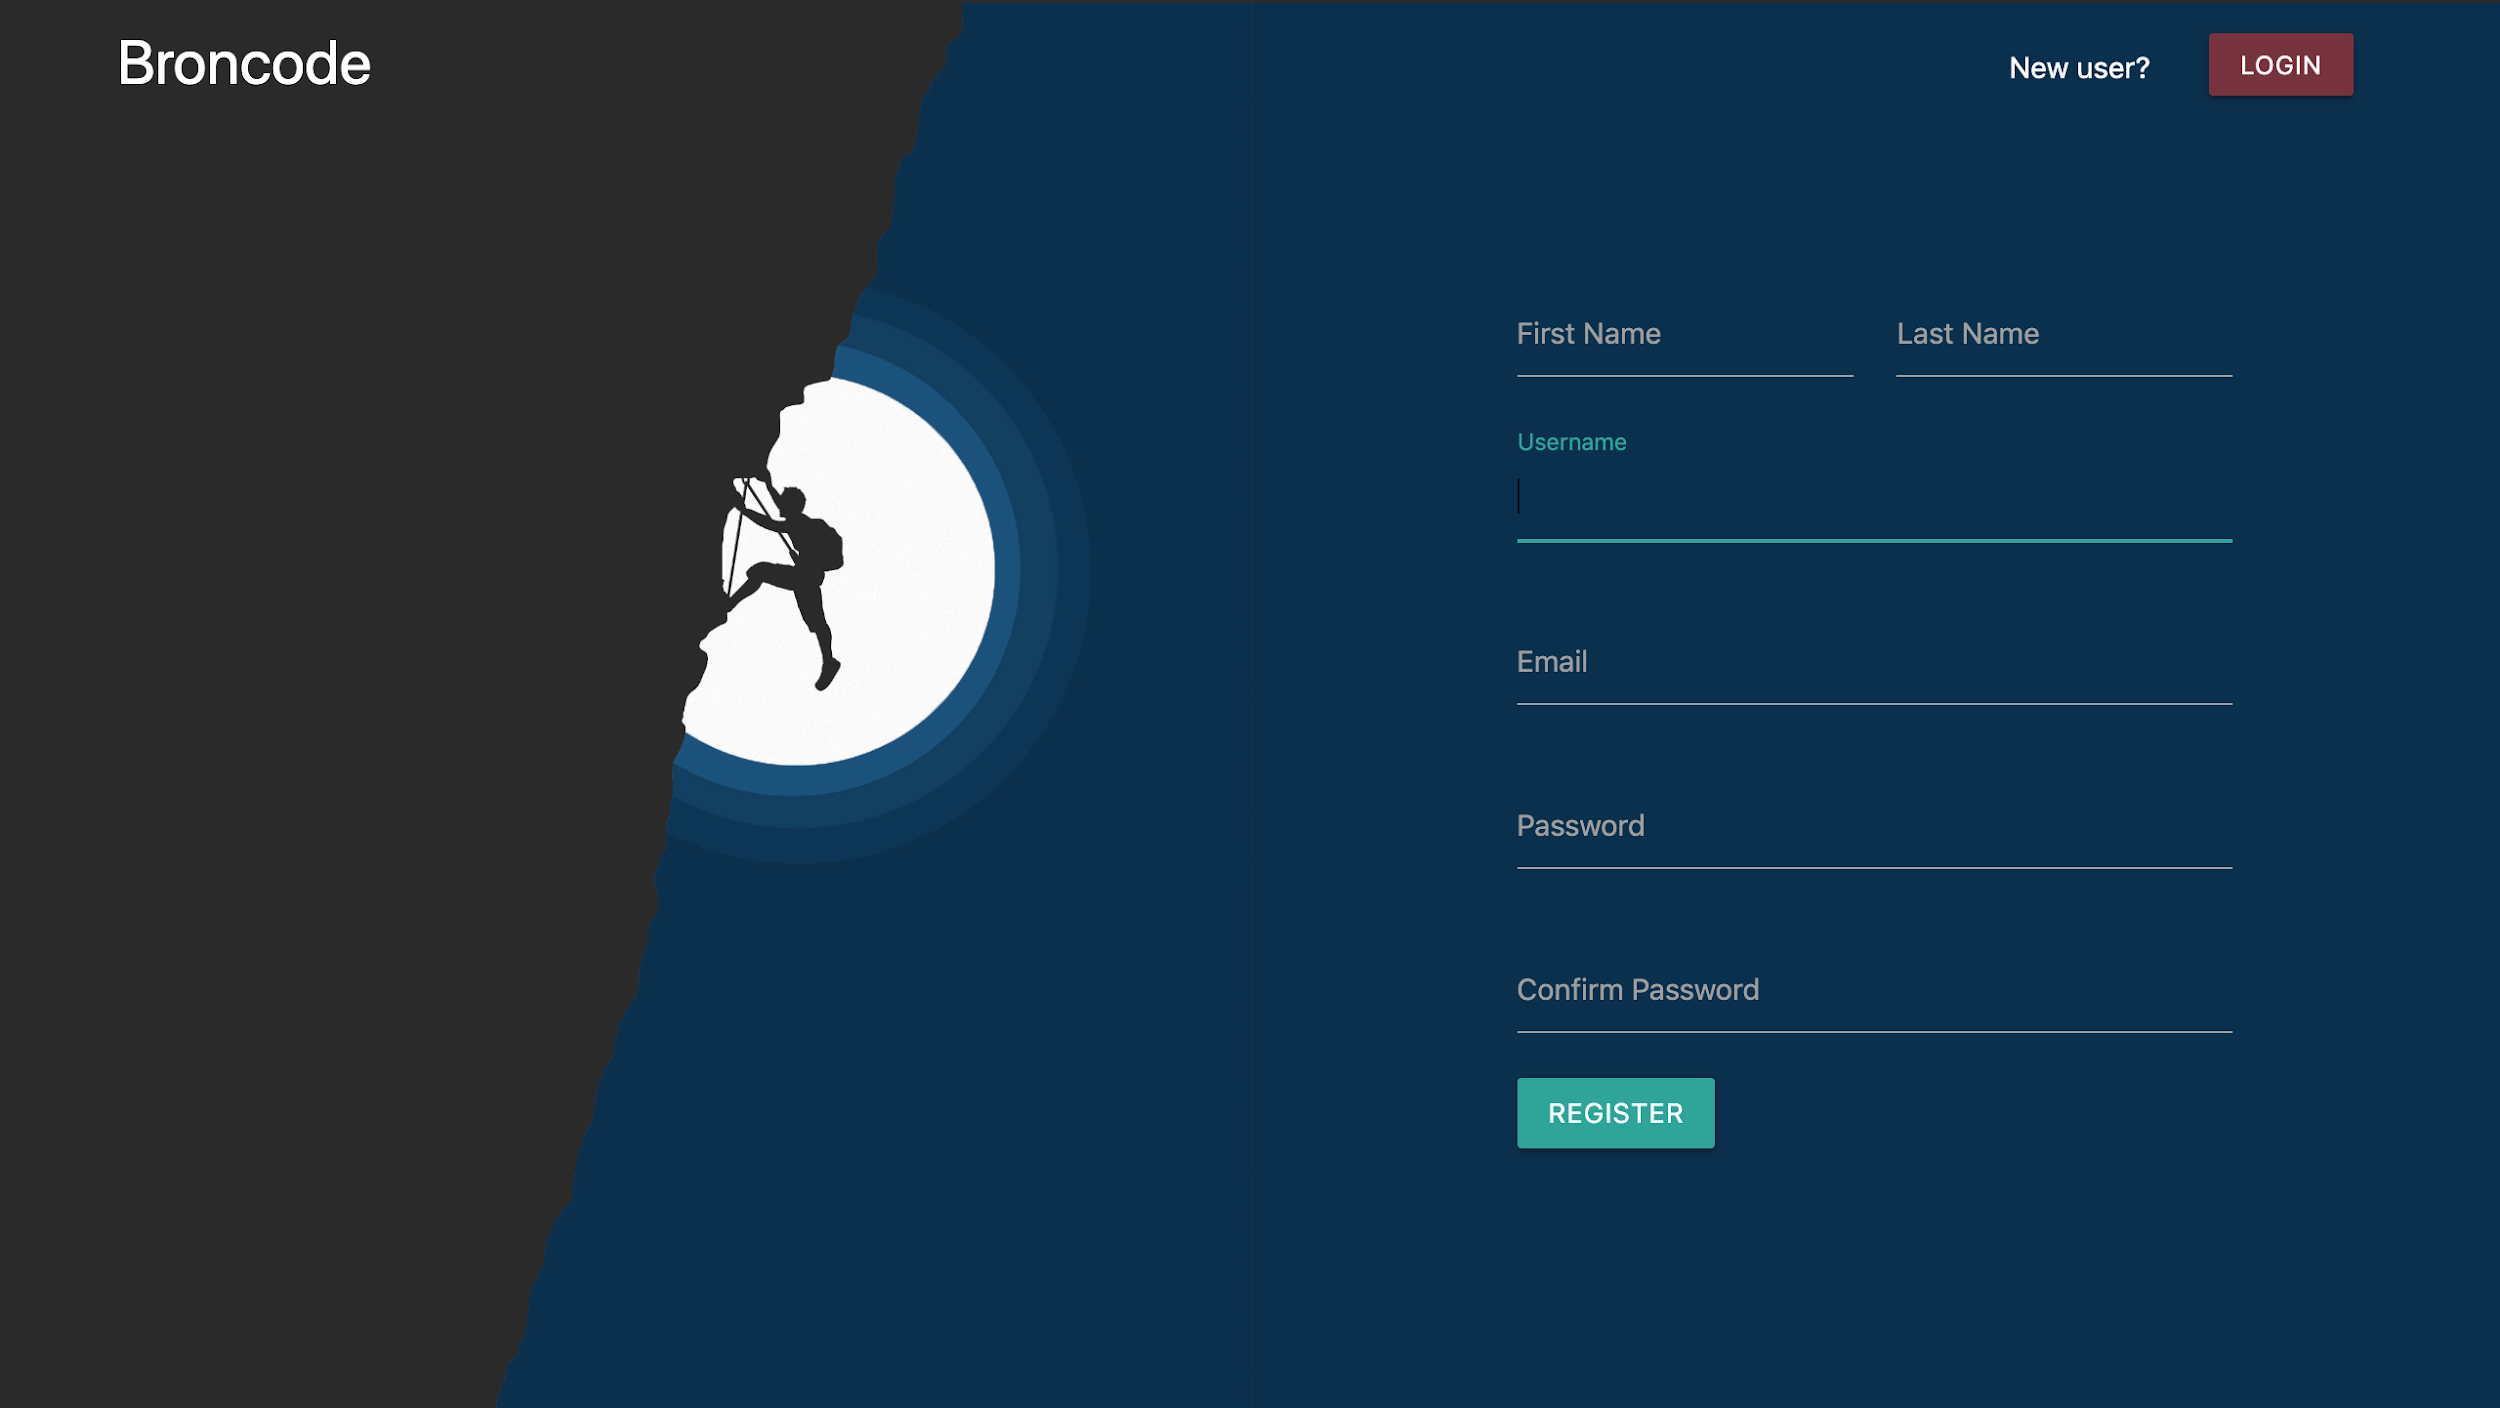 Broncode
New user? LOGIN
First Name Last Name
Username
Email
Password
Confirm Password
REGISTER